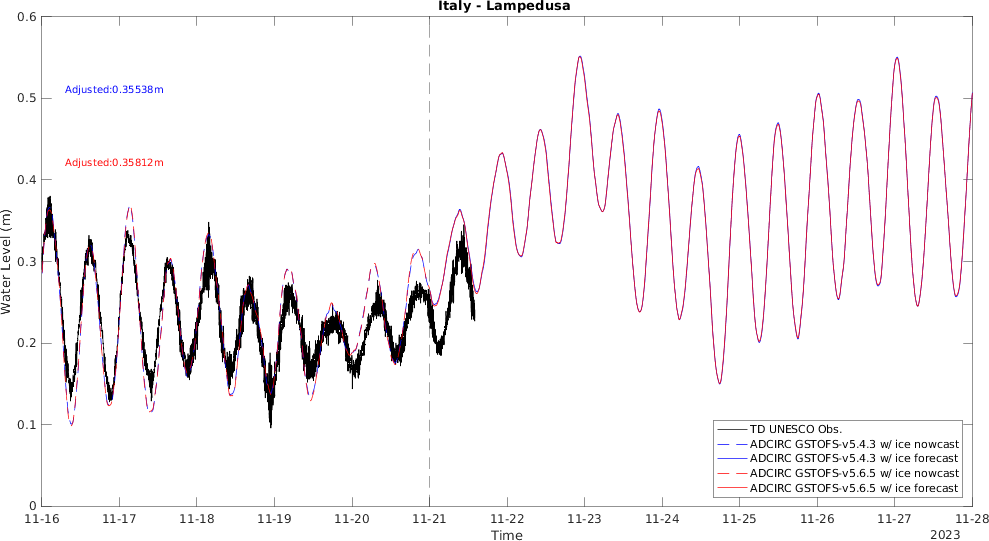 Italy - Lampedusa
0.6
0.5
0.4
0.3
0.2
0.1
0
Water Level (m)
Adjusted:0.35538m
Adjusted:0.35812m
TD UNESCO Obs.
ADCIRC GSTOFS-v5.4.3 w/ ice nowcast
ADCIRC GSTOFS-v5.4.3 w/ ice forecast
ADCIRC GSTOFS-v5.6.5 w/ ice nowcast
ADCIRC GSTOFS-v5.6.5 w/ ice forecast
11-16 11-17 11-18 11-19 11-20 11-21 11-22 11-23 11-24 11-25 11-26 11-27 11-28
Time
2023